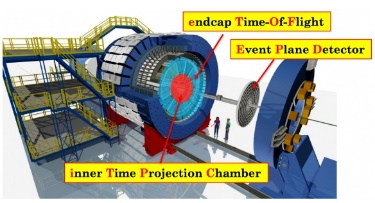 endcap Time-Of-Flight
Event Plane Detector
inner Time Projection Chamber